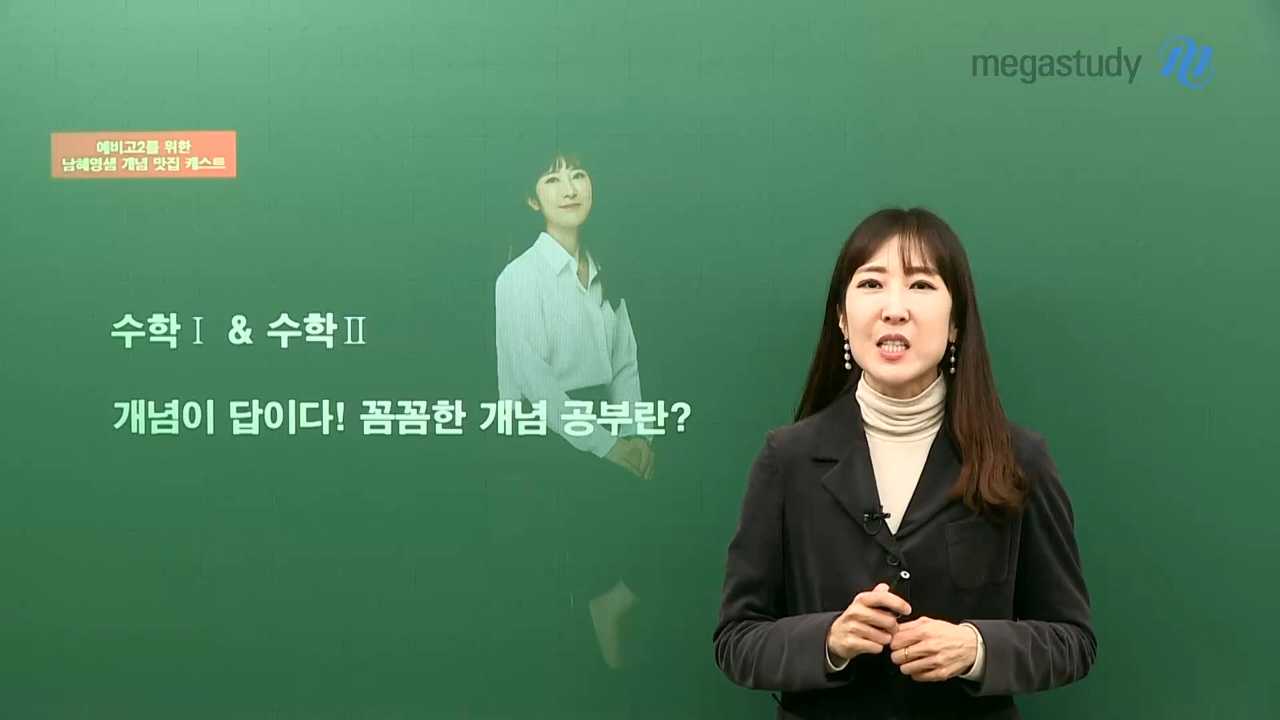 megastudy
예비고2를 위한
남혜영쌤 개념 맛집 캐스트
수학Ⅰ & 수학Ⅱ
개념이 답이다! 꼼꼼한 개념 공부란?